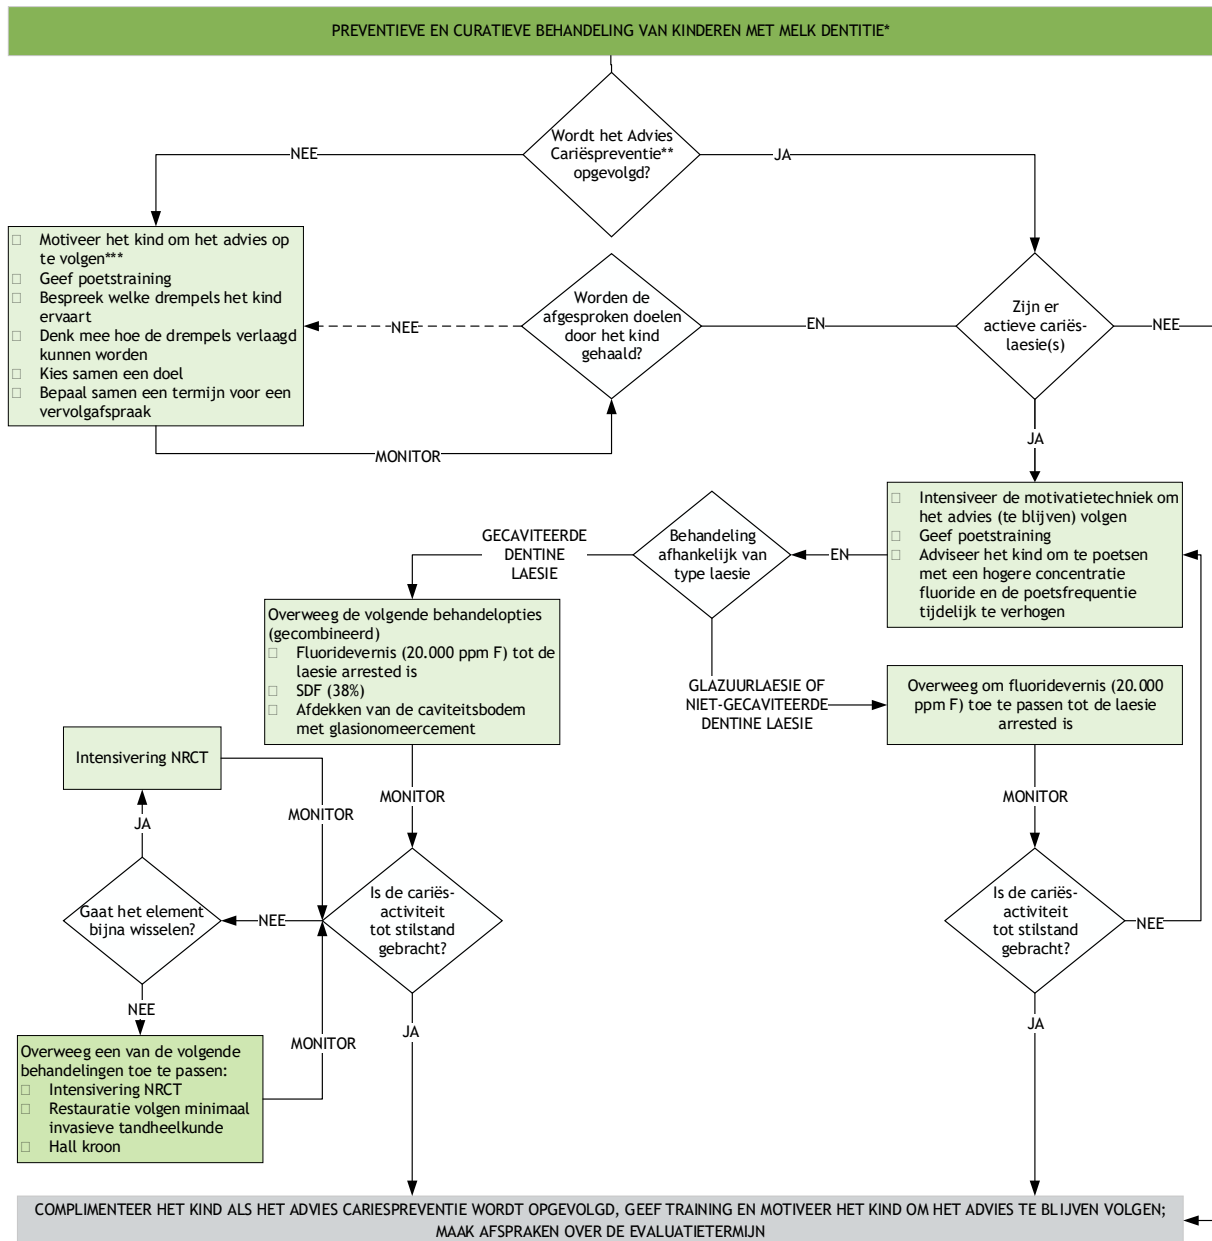 PREVENTIEVE EN CURATIEVE BEHANDELING VAN KINDEREN MET MELK DENTITIE*
Wordt het Advies
Cariëspreventie**
opgevolgd?
NEE
JA
Motiveer het kind om het advies op
te volgen***
Geef poetstraining
Bespreek welke drempels het kind
ervaart
Denk mee hoe de drempels verlaagd
kunnen worden
Kies samen een doel
Bepaal samen een termijn voor een
vervolgafspraak
Worden de
afgesproken doelen
door het kind
gehaald?
NEE
EN
Zijn er
actieve cariës-
laesie(s)
NEE
MONITOR
JA
Intensiveer de motivatietechniek om
het advies (te blijven) volgen
Geef poetstraining
Adviseer het kind om te poetsen
met een hogere concentratie
fluoride en de poetsfrequentie
tijdelijk te verhogen
EN
Behandeling
afhankelijk van
type laesie
GECAVITEERDE
DENTINE
LAESIE
Overweeg de volgende behandelopties
(gecombineerd)
Fluoridevernis (20.000 ppm F) tot de
laesie arrested is
SDF (38%)
Afdekken van de caviteitsbodem
met glasionomeercement
GLAZUURLAESIE OF
NIET-GECAVITEERDE
DENTINE LAESIE
Overweeg om fluoridevernis (20.000
ppm F) toe te passen tot de laesie
arrested is
Intensivering NRCT
MONITOR
MONITOR
MONITOR
JA
Gaat het element
bijna wisselen?
NEE
Is de cariës-
activiteit
tot stilstand
gebracht?
Is de cariës-
activiteit
tot stilstand
gebracht?
NEE
NEE
JA
JA
MONITOR
Overweeg een van de volgende
behandelingen toe te passen:
Intensivering NRCT
Restauratie volgen minimaal
invasieve tandheelkunde
Hall kroon
COMPLIMENTEER HET KIND ALS HET ADVIES CARIESPREVENTIE WORDT OPGEVOLGD, GEEF TRAINING EN MOTIVEER HET KIND OM HET ADVIES TE BLIJVEN VOLGEN;
MAAK AFSPRAKEN OVER DE EVALUATIETERMIJN